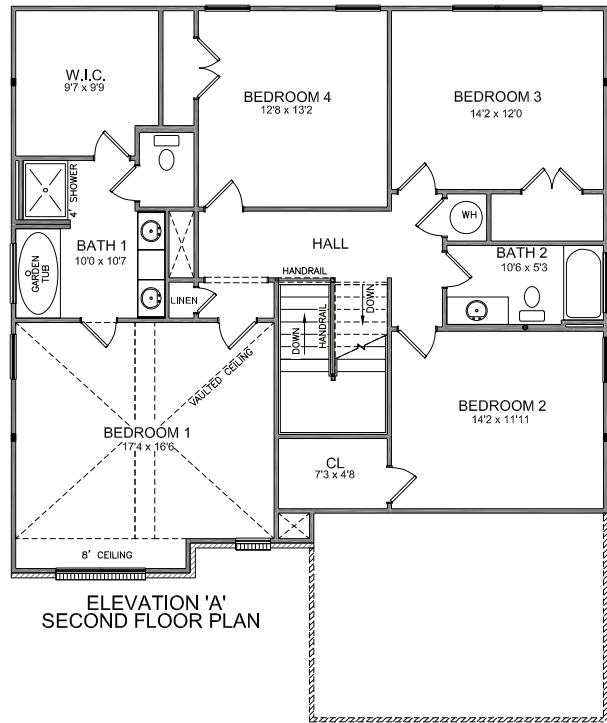 W.I.C.
9'7 x 9'9
BEDROOM 4
12'8 x 13'2
BEDROOM 3
14'2 x 12'0
4' SHOWER
WH
BATH 1
10'0 x 10'7
GARDEN
TUB
HALL
BATH 2
10'6 x 5'3
HANDRAIL
LINEN
DOWN
HANDRAIL
DOWN
VAULTED CEILING
BEDROOM 1
17'4 x 16'6
BEDROOM 2
14'2 x 11'11
CL
7'3 x 4'8
8' CEILING
ELEVATION 'A'
SECOND FLOOR PLAN